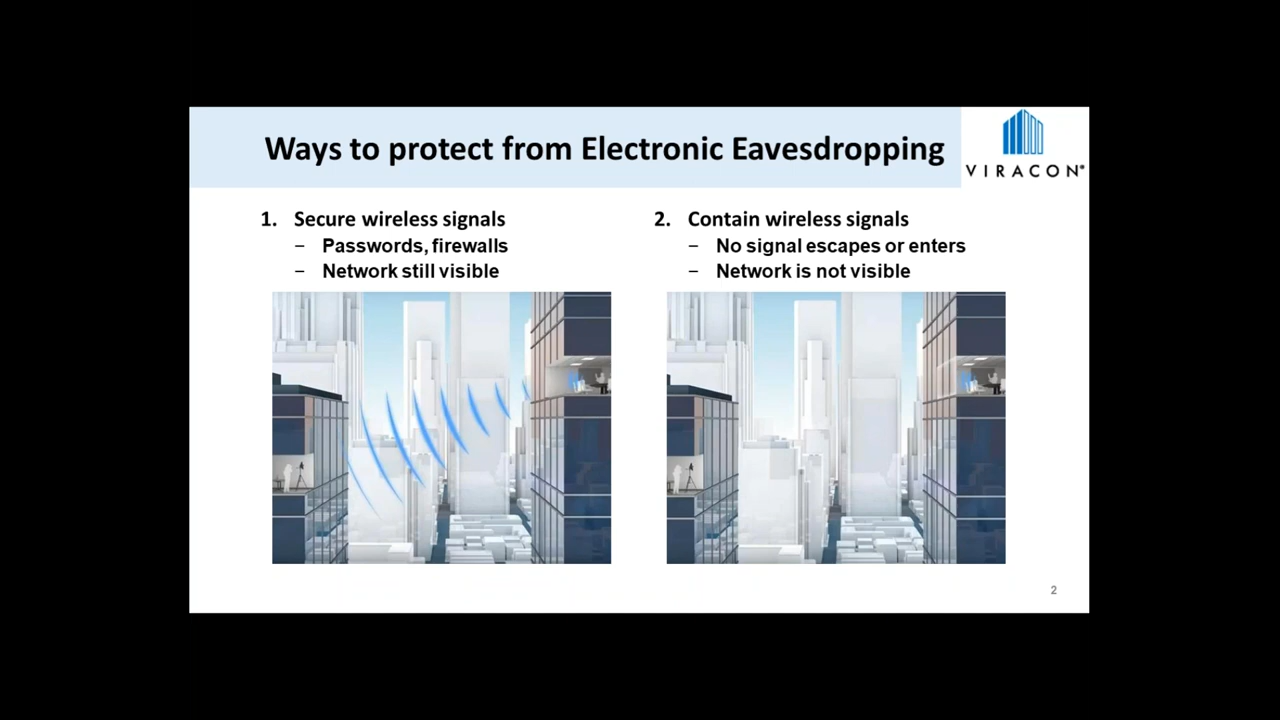 Ways to protect from Electronic Eavesdropping
VIRACON®
1. Secure wireless signals
– Passwords, firewalls
– Network still visible
2. Contain wireless signals
– No signal escapes or enters
– Network is not visible
2